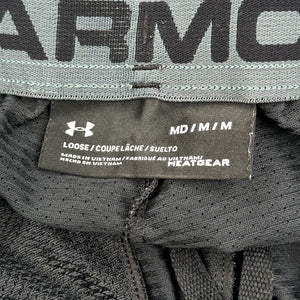 ARMO
MD / M / M
LOOSE / COUPE LÂCHE / SUELTO
MADE IN VIETNAM / FABRIQUÉ AU VIETNAM/
HECHO EN VIETNAM
HEATGEAR